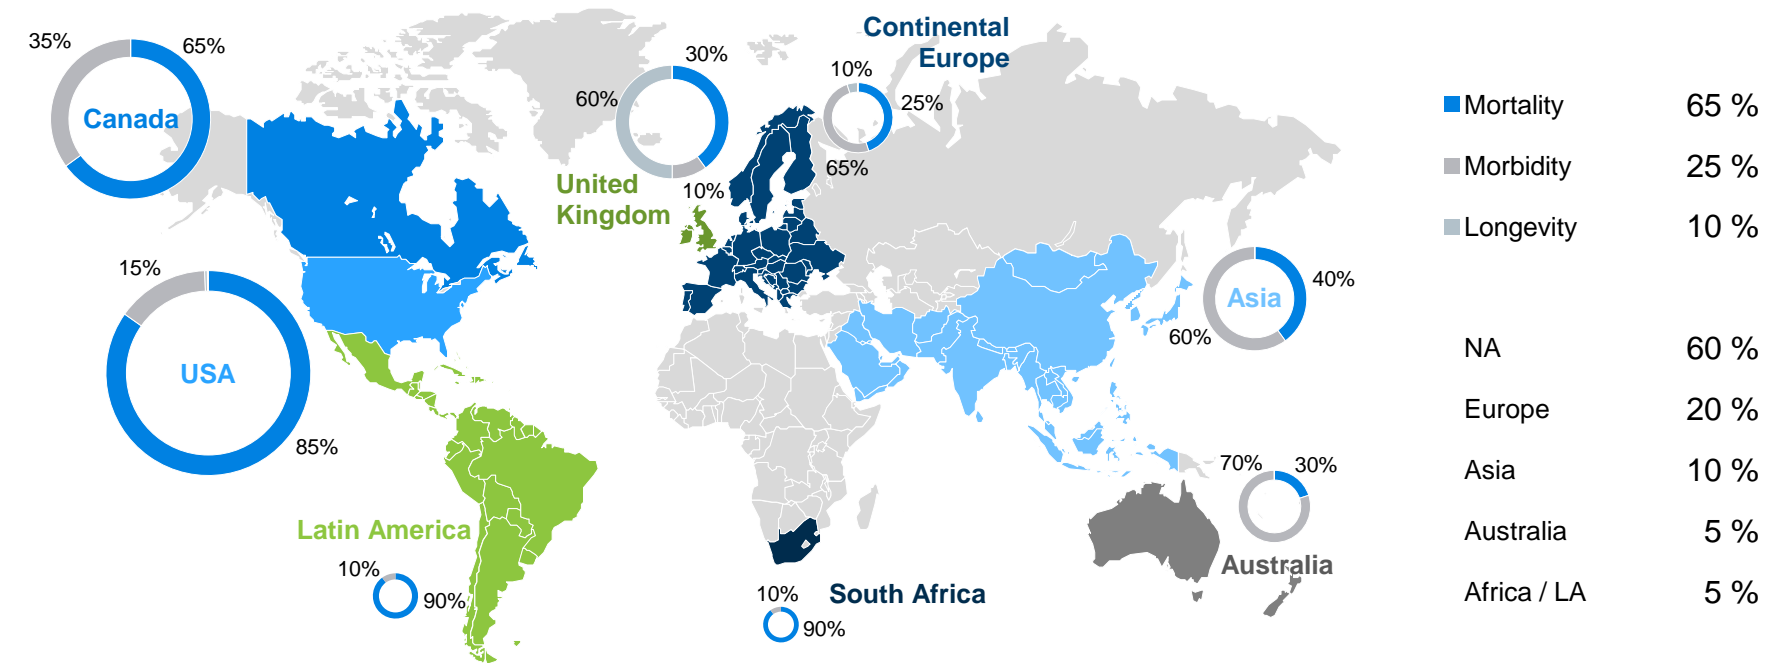 35%
65%
Canada
15%
USA
85%
30%
60%
United
Kingdom
10%
Continental
Europe
10%
25%
65%
40%
Asia
60%
Latin America
10%
90%
10%
South Africa
90%
70%
30%
Australia
Mortality 65 %
Morbidity 25 %
Longevity 10 %
NA 60 %
Europe 20 %
Asia 10 %
Australia 5 %
Africa / LA 5 %